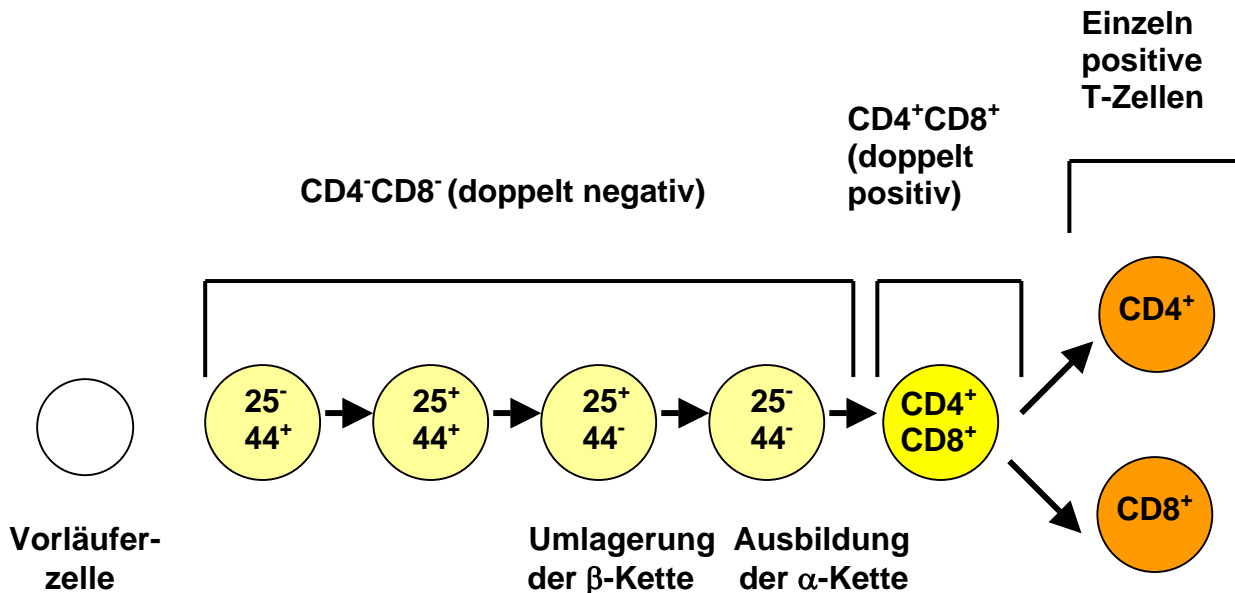 Einzeln
positive
T-Zellen
CD4⁺CD8⁺
(doppelt
positiv)
CD4⁻CD8⁻ (doppelt negativ)
25⁻
44⁺
25⁺
44⁺
25⁺
44⁻
25⁻
44⁻
CD4⁺
CD8⁺
CD4⁺
CD8⁺
Vorläufer-
zelle
Umlagerung
der β-Kette
Ausbildung
der α-Kette